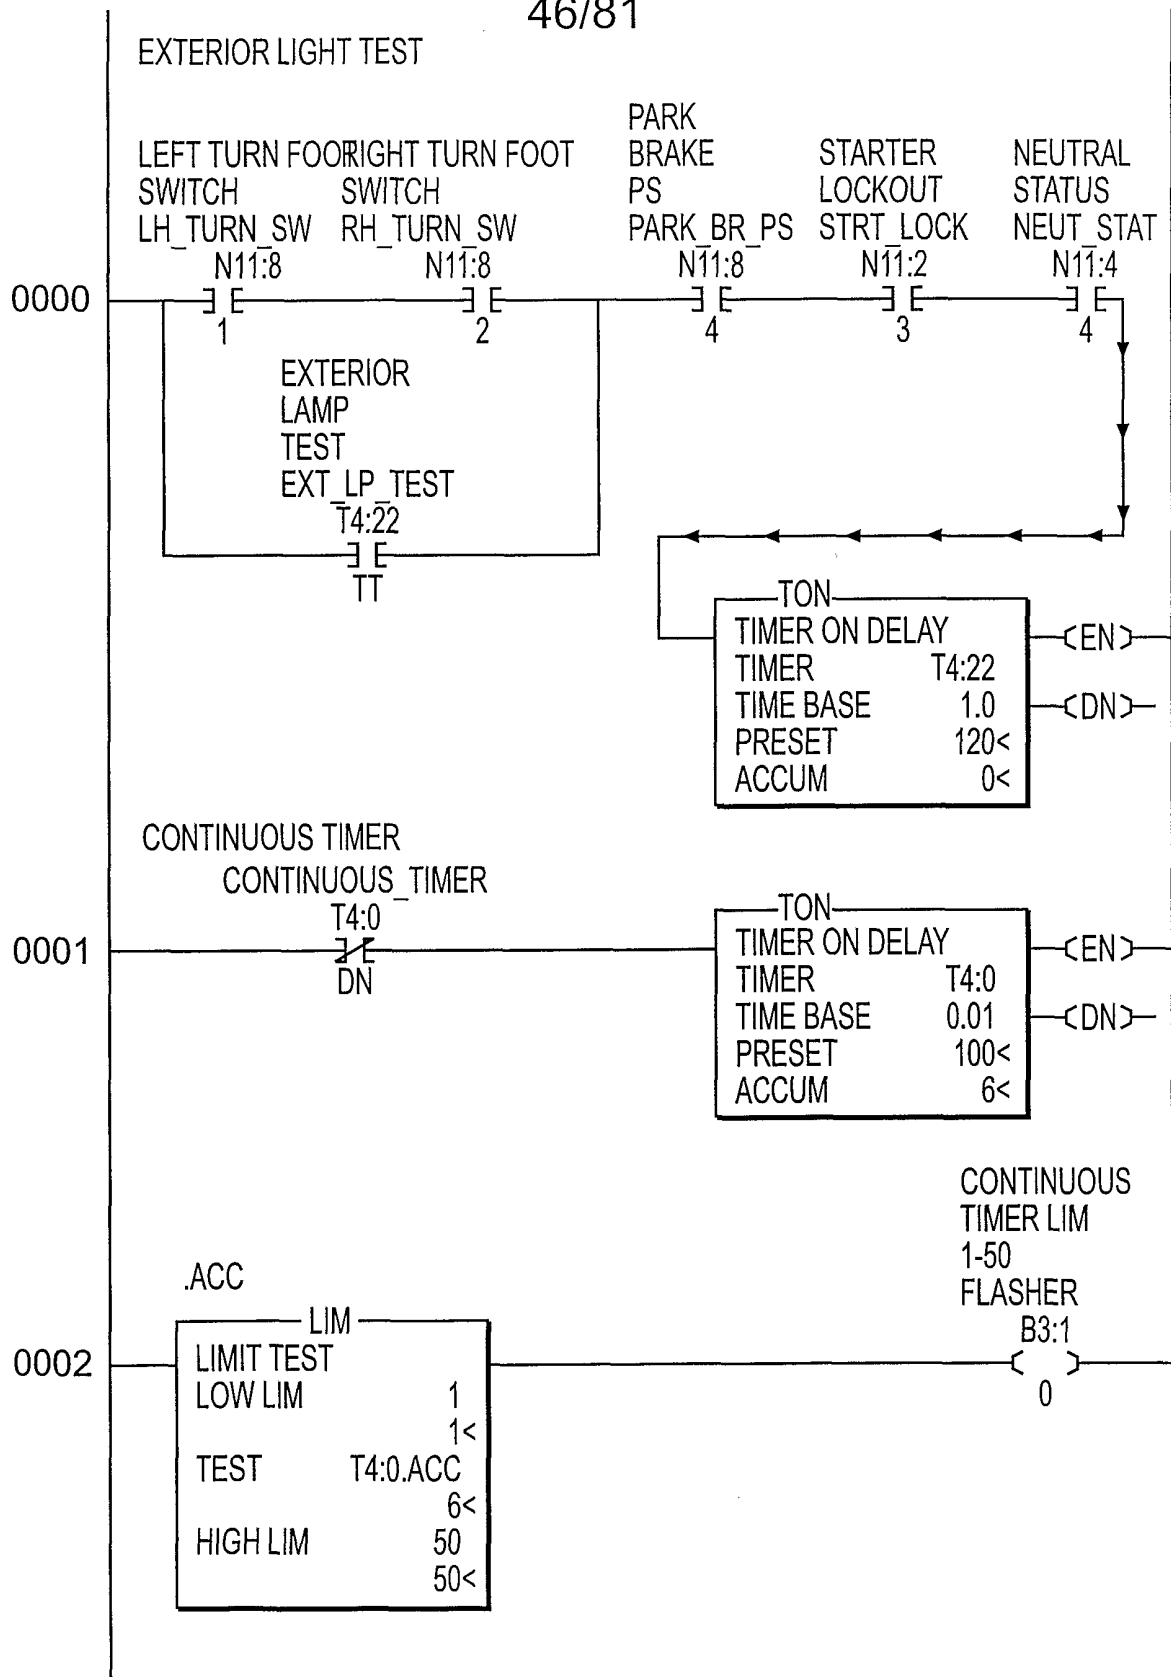 46/81
EXTERIOR LIGHT TEST
LEFT TURN FOOT
SWITCH
LH_TURN_SW
N11:8
1
RIGHT TURN FOOT
SWITCH
RH_TURN_SW
N11:8
2
PARK
BRAKE
PS
PARK_BR_PS
N11:8
4
STARTER
LOCKOUT
STRT_LOCK
N11:2
3
NEUTRAL
STATUS
NEUT_STAT
N11:4
4
0000
EXTERIOR
LAMP
TEST
EXT_LP_TEST
T4:22
TT
TON
TIMER ON DELAY
TIMER T4:22
TIME BASE 1.0
PRESET 120<
ACCUM 0<
EN
DN
CONTINUOUS TIMER
CONTINUOUS_TIMER
T4:0
DN
0001
TON
TIMER ON DELAY
TIMER T4:0
TIME BASE 0.01
PRESET 100<
ACCUM 6<
EN
DN
CONTINUOUS
TIMER LIM
1-50
FLASHER
B3:1
0
.ACC
0002
LIM
LIMIT TEST
LOW LIM 1
1<
TEST T4:0.ACC
6<
HIGH LIM 50
50<